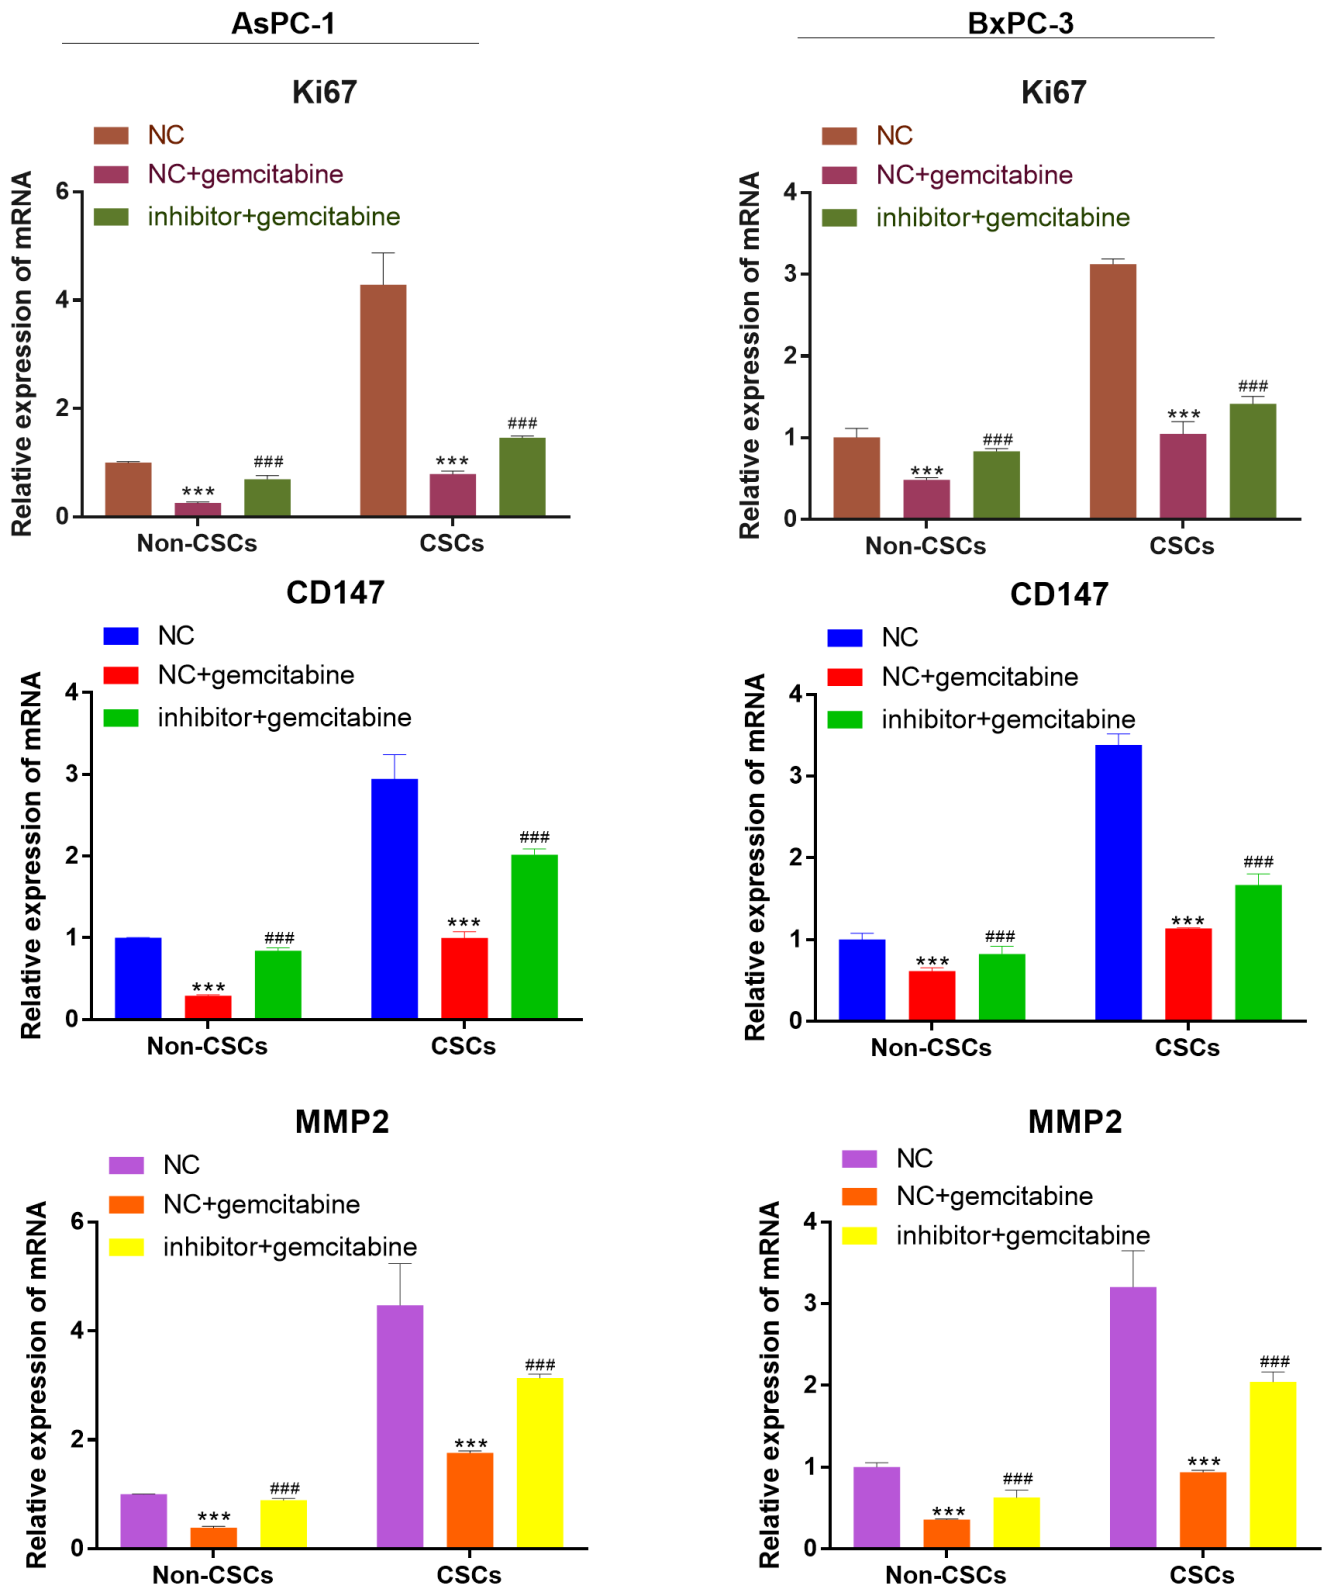 AsPC-1
BxPC-3
Ki67
NC
NC+gemcitabine
inhibitor+gemcitabine
Relative expression of mRNA
6
4
2
0
***
###
***
###
Non-CSCs
CSCs
Ki67
NC
NC+gemcitabine
inhibitor+gemcitabine
Relative expression of mRNA
4
3
2
1
0
***
###
***
###
Non-CSCs
CSCs
CD147
NC
NC+gemcitabine
inhibitor+gemcitabine
Relative expression of mRNA
4
3
2
1
0
***
###
***
###
Non-CSCs
CSCs
CD147
NC
NC+gemcitabine
inhibitor+gemcitabine
Relative expression of mRNA
4
3
2
1
0
***
###
***
###
Non-CSCs
CSCs
MMP2
NC
NC+gemcitabine
inhibitor+gemcitabine
Relative expression of mRNA
6
4
2
0
***
###
***
###
Non-CSCs
CSCs
MMP2
NC
NC+gemcitabine
inhibitor+gemcitabine
Relative expression of mRNA
4
3
2
1
0
***
###
***
###
Non-CSCs
CSCs